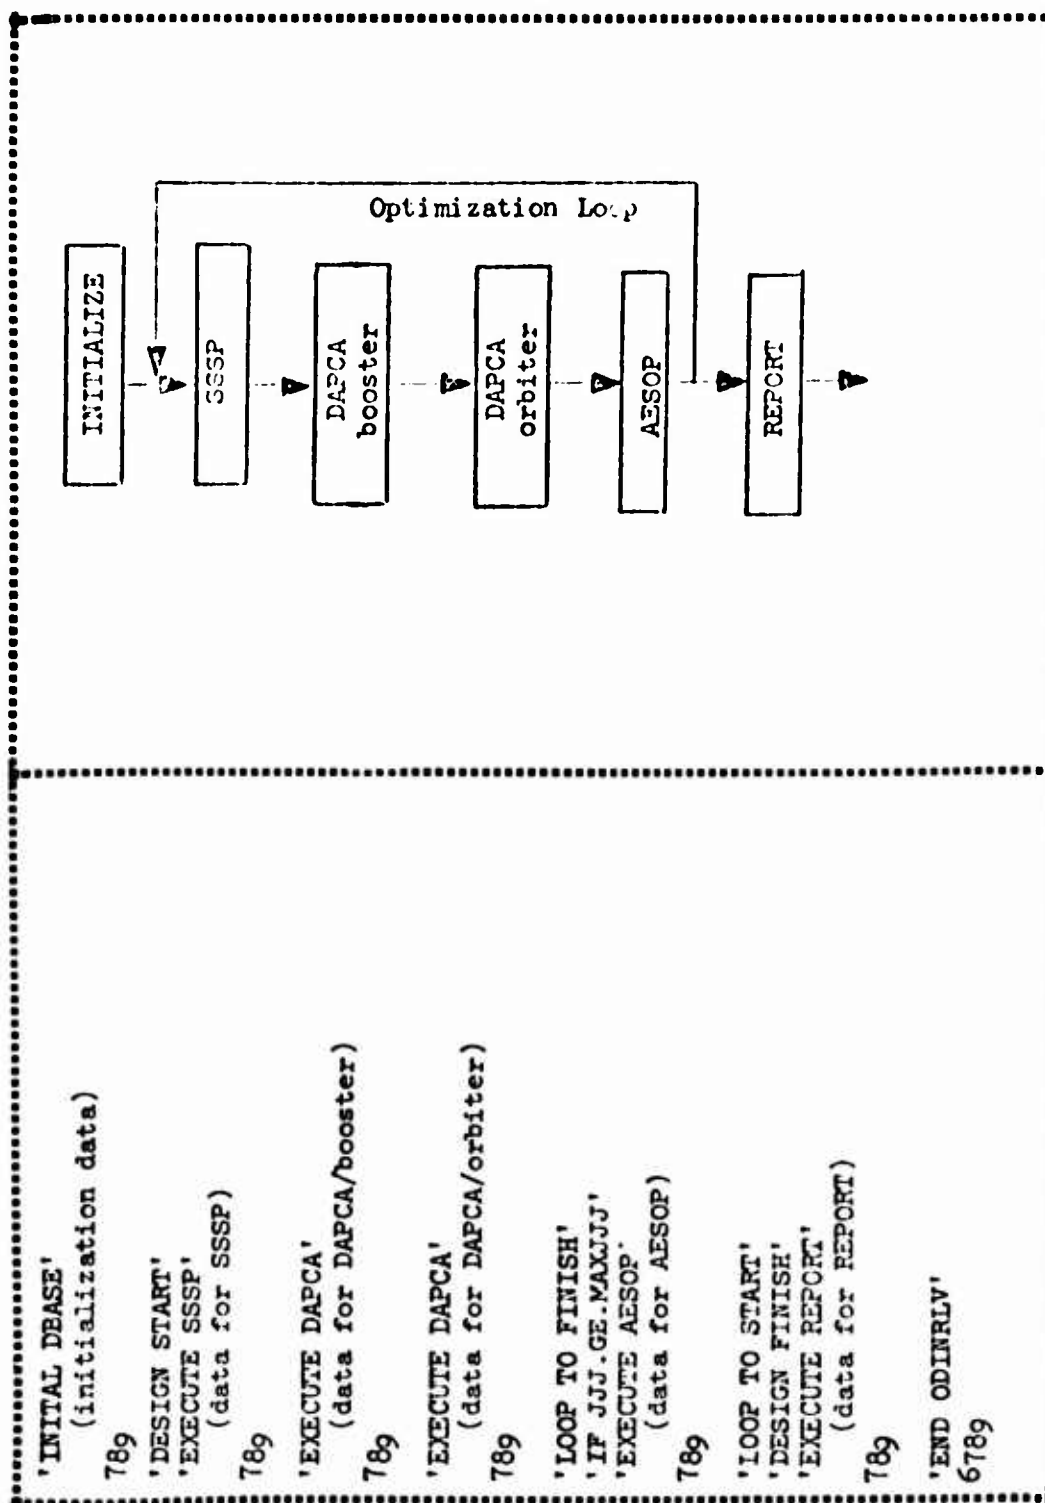 'INITAL DBASE'
(initialization data)
789
'DESIGN START'
'EXECUTE SSSP'
(data for SSSP)
789
'EXECUTE DAPCA'
(data for DAPCA/booster)
789
'EXECUTE DAPCA'
(data for DAPCA/orbiter)
789
'LOOP TO FINISH'
'IF JJJ.GE.MAXJJJ'
'EXECUTE AESOP'
(data for AESOP)
789
'LOOP TO START'
'DESIGN FINISH'
'EXECUTE REPORT'
(data for REPORT)
789
'END ODINRLV'
6789
INITIALIZE
SSSP
DAPCA
booster
DAPCA
orbiter
AESOP
REPORT
Optimization Loop